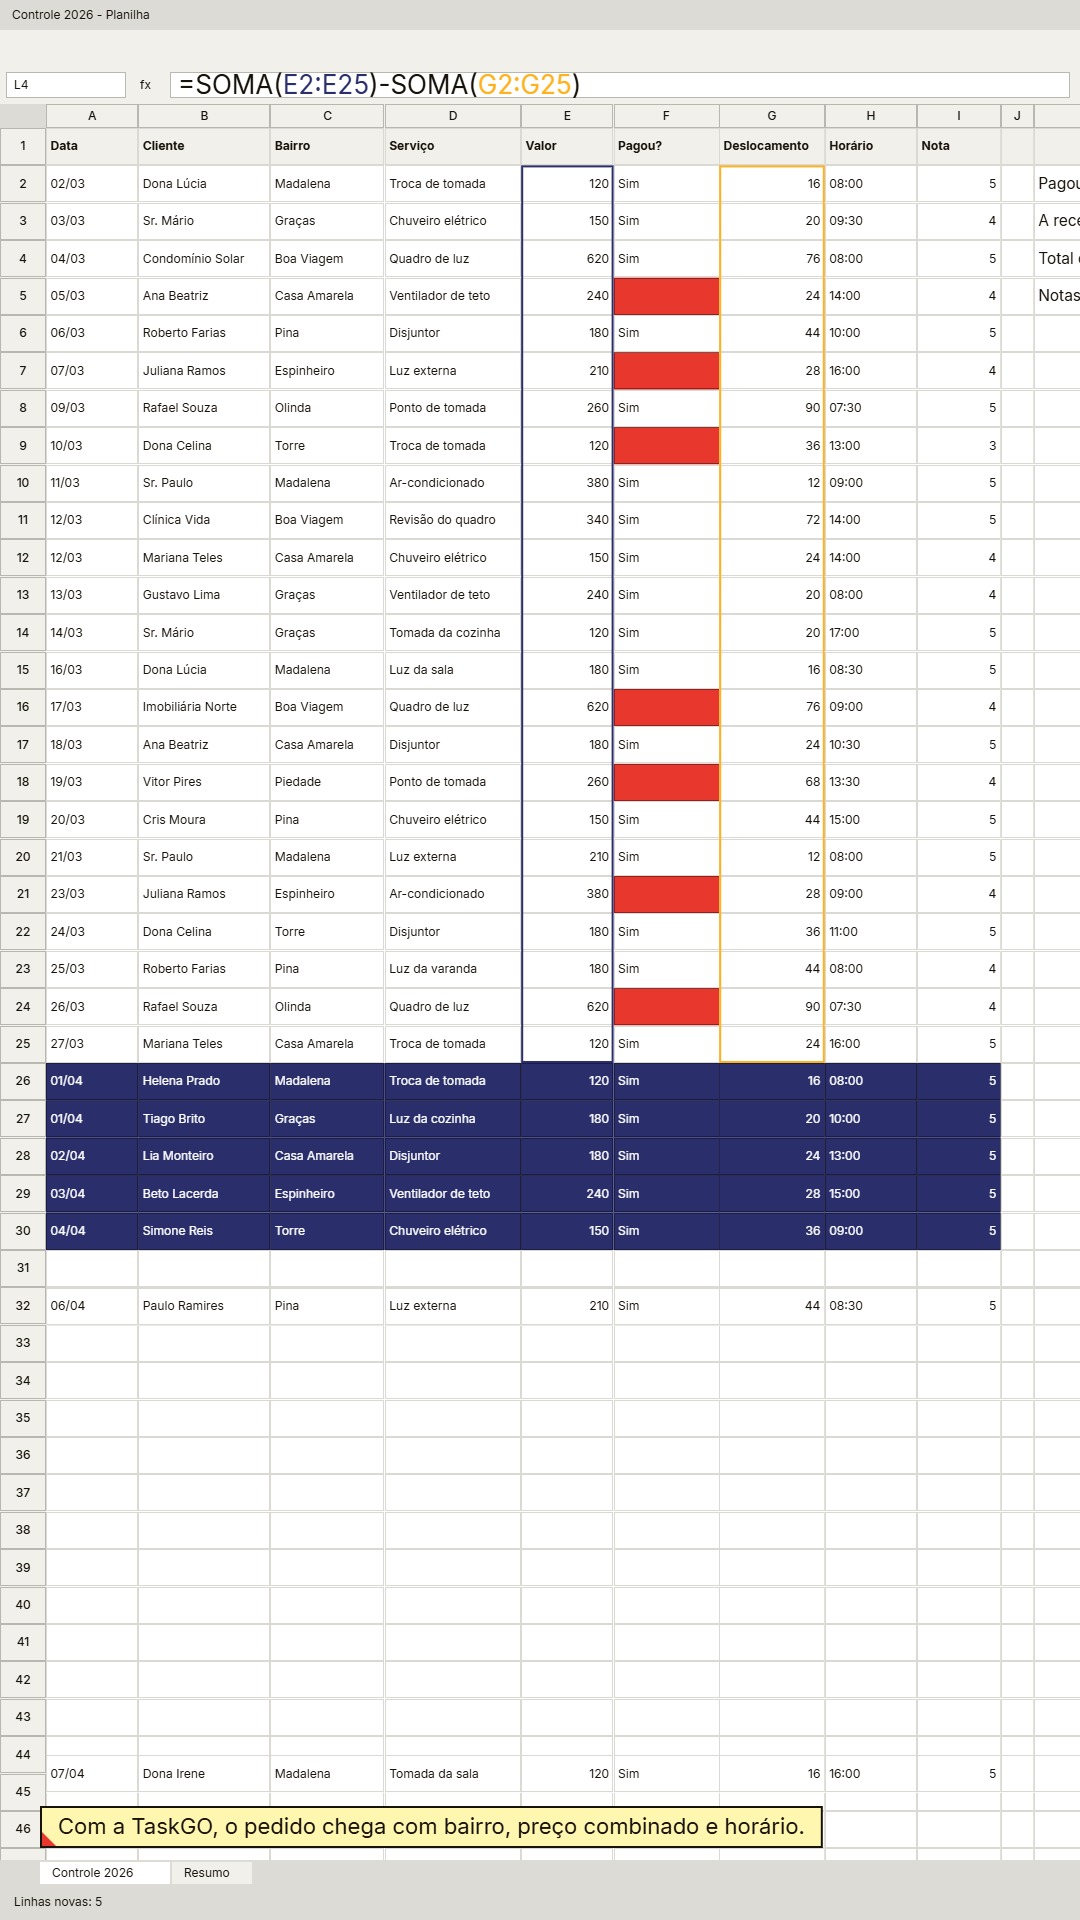 Controle 2026 - Planilha
L4 fx =SOMA(E2:E25)-SOMA(G2:G25)
A B C D E F G H I J
1 Data Cliente Bairro Serviço Valor Pagou? Deslocamento Horário Nota
2 02/03 Dona Lúcia Madalena Troca de tomada 120 Sim 16 08:00 5 Pagou
3 03/03 Sr. Mário Graças Chuveiro elétrico 150 Sim 20 09:30 4 A rece
4 04/03 Condomínio Solar Boa Viagem Quadro de luz 620 Sim 76 08:00 5 Total
5 05/03 Ana Beatriz Casa Amarela Ventilador de teto 240 24 14:00 4 Notas
6 06/03 Roberto Farias Pina Disjuntor 180 Sim 44 10:00 5
7 07/03 Juliana Ramos Espinheiro Luz externa 210 28 16:00 4
8 09/03 Rafael Souza Olinda Ponto de tomada 260 Sim 90 07:30 5
9 10/03 Dona Celina Torre Troca de tomada 120 36 13:00 3
10 11/03 Sr. Paulo Madalena Ar-condicionado 380 Sim 12 09:00 5
11 12/03 Clínica Vida Boa Viagem Revisão do quadro 340 Sim 72 14:00 5
12 12/03 Mariana Teles Casa Amarela Chuveiro elétrico 150 Sim 24 14:00 4
13 13/03 Gustavo Lima Graças Ventilador de teto 240 Sim 20 08:00 4
14 14/03 Sr. Mário Graças Tomada da cozinha 120 Sim 20 17:00 5
15 16/03 Dona Lúcia Madalena Luz da sala 180 Sim 16 08:30 5
16 17/03 Imobiliária Norte Boa Viagem Quadro de luz 620 76 09:00 4
17 18/03 Ana Beatriz Casa Amarela Disjuntor 180 Sim 24 10:30 5
18 19/03 Vitor Pires Piedade Ponto de tomada 260 68 13:30 4
19 20/03 Cris Moura Pina Chuveiro elétrico 150 Sim 44 15:00 5
20 21/03 Sr. Paulo Madalena Luz externa 210 Sim 12 08:00 5
21 23/03 Juliana Ramos Espinheiro Ar-condicionado 380 28 09:00 4
22 24/03 Dona Celina Torre Disjuntor 180 Sim 36 11:00 5
23 25/03 Roberto Farias Pina Luz da varanda 180 Sim 44 08:00 4
24 26/03 Rafael Souza Olinda Quadro de luz 620 90 07:30 4
25 27/03 Mariana Teles Casa Amarela Troca de tomada 120 Sim 24 16:00 5
26 01/04 Helena Prado Madalena Troca de tomada 120 Sim 16 08:00 5
27 01/04 Tiago Brito Graças Luz da cozinha 180 Sim 20 10:00 5
28 02/04 Lia Monteiro Casa Amarela Disjuntor 180 Sim 24 13:00 5
29 03/04 Beto Lacerda Espinheiro Ventilador de teto 240 Sim 28 15:00 5
30 04/04 Simone Reis Torre Chuveiro elétrico 150 Sim 36 09:00 5
31
32 06/04 Paulo Ramires Pina Luz externa 210 Sim 44 08:30 5
33
34
35
36
37
38
39
40
41
42
43
44
07/04 Dona Irene Madalena Tomada da sala 120 Sim 16 16:00 5
45
46 Com a TaskGO, o pedido chega com bairro, preço combinado e horário.
Controle 2026 Resumo
Linhas novas: 5